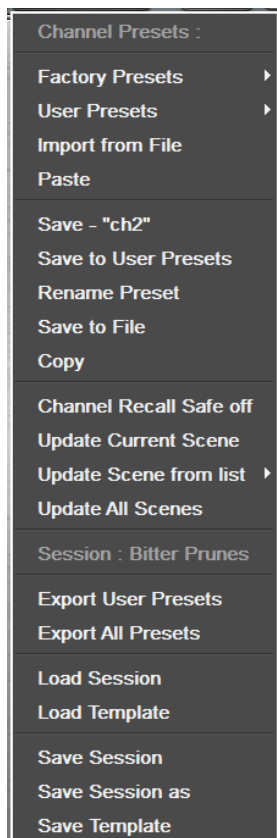 Channel Presets :
Factory Presets
User Presets
Import from File
Paste
Save - "ch2"
Save to User Presets
Rename Preset
Save to File
Copy
Channel Recall Safe off
Update Current Scene
Update Scene from list
Update All Scenes
Session : Bitter Prunes
Export User Presets
Export All Presets
Load Session
Load Template
Save Session
Save Session as
Save Template